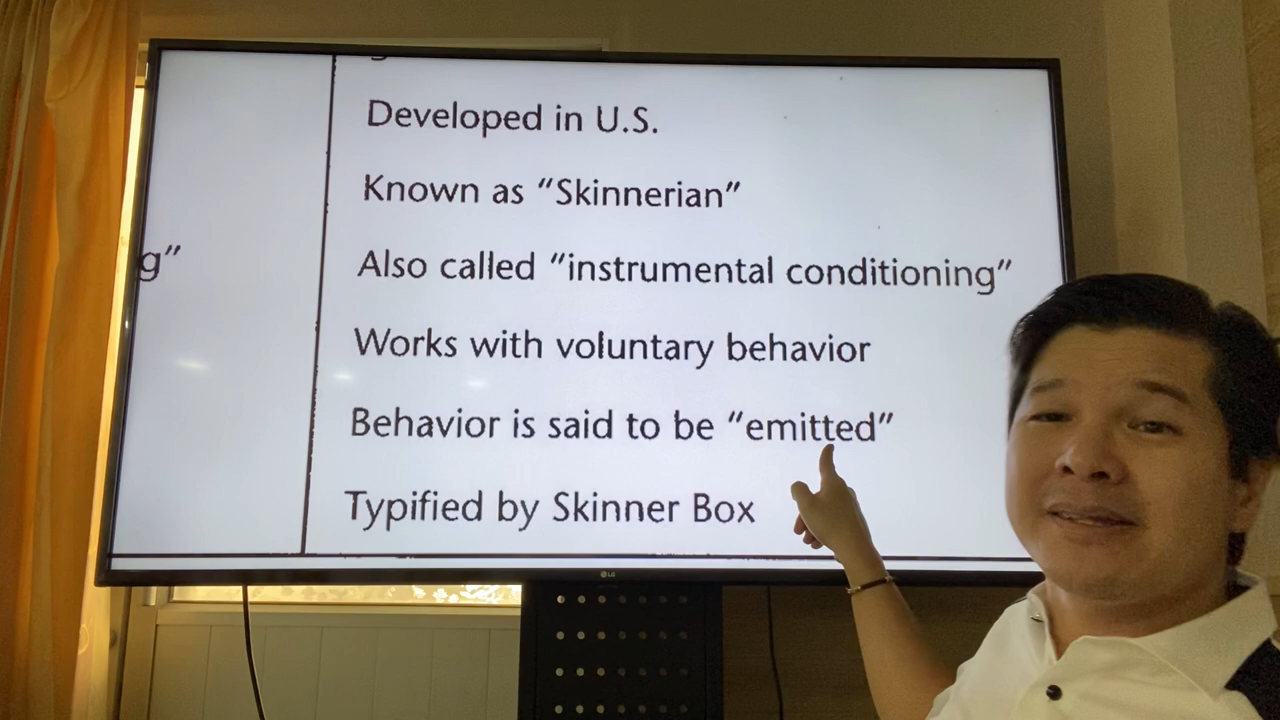 Developed in U.S.
Known as “Skinnerian”
g”
Also called “instrumental conditioning”
Works with voluntary behavior
Behavior is said to be “emitted”
Typified by Skinner Box
LG